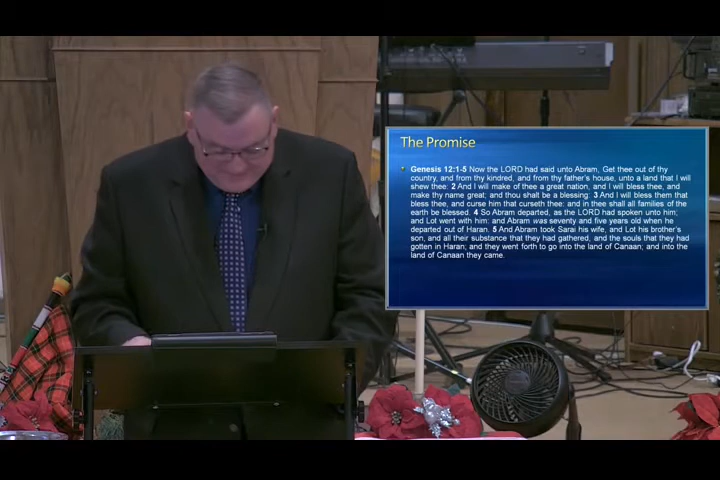 The Promise
Genesis 12:1-5 Now the LORD had said unto Abram, Get thee out of thy
country, and from thy kindred, and from thy father's house, unto a land that I will
shew thee: 2 And I will make of thee a great nation, and I will bless thee, and
make thy name great; and thou shalt be a blessing: 3 And I will bless them that
bless thee, and curse him that curseth thee: and in thee shall all families of the
earth be blessed. 4 So Abram departed, as the LORD had spoken unto him;
and Lot went with him: and Abram was seventy and five years old when he
departed out of Haran. 5 And Abram took Sarai his wife, and Lot his brother's
son, and all their substance that they had gathered, and the souls that they had
gotten in Haran; and they went forth to go into the land of Canaan; and into the
land of Canaan they came.